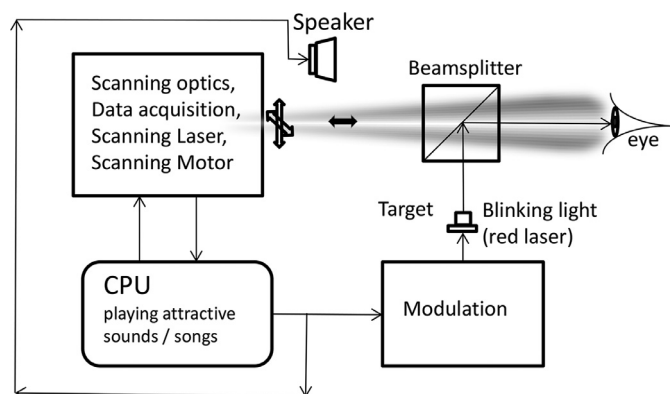 Speaker
Scanning optics,
Data acquisition,
Scanning Laser,
Scanning Motor
Beamsplitter
eye
Target
Blinking light
(red laser)
CPU
playing attractive
sounds / songs
Modulation